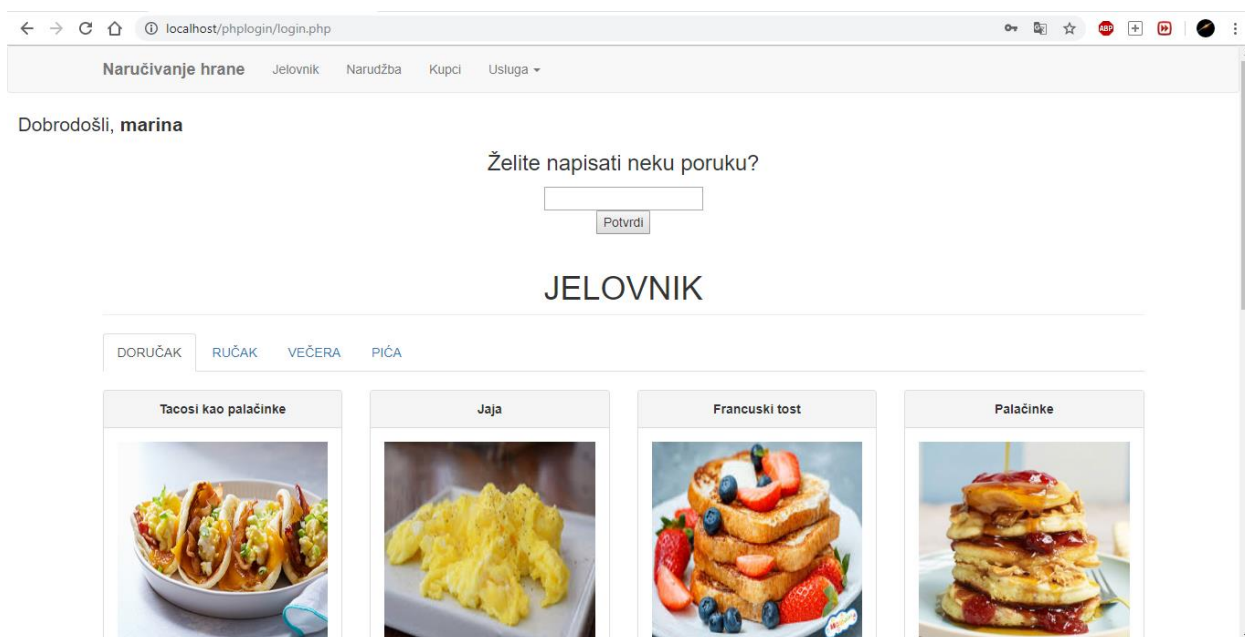 localhost/phplogin/login.php
ABP
Naručivanje hrane Jelovnik Narudžba Kupci Usluga
Dobrodošli, marina
Želite napisati neku poruku?
Potvrdi
JELOVNIK
DORUČAK RUČAK VEČERA PIĆA
Tacosi kao palačinke Jaja Francuski tost Palačinke